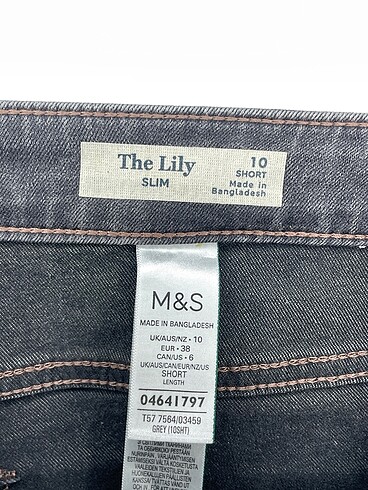 The Lily
SLIM
10
SHORT
Made in
Bangladesh
M&S
MADE IN BANGLADESH
UK/AUS/NZ • 10
EUR • 38
CAN/US • 6
UK/AUS/CAN/EUR/NZ/US
SHORT
LENGTH
04641797
T57 7564/03459
GREY (10SHT)